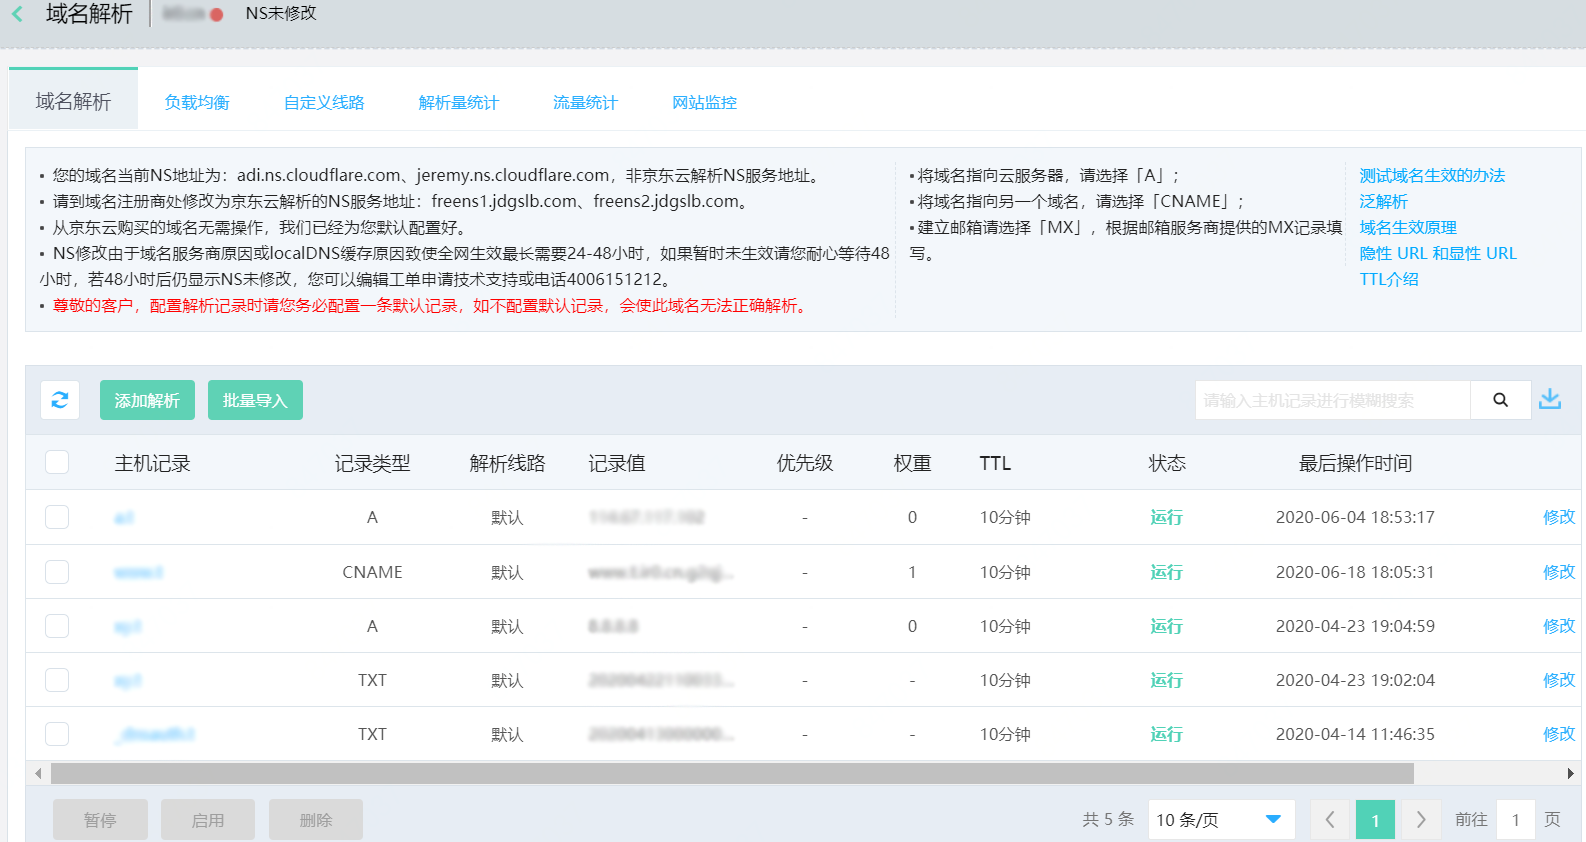 域名解析 NS未修改
域名解析 负载均衡 自定义线路 解析量统计 流量统计 网站监控
• 您的域名当前NS地址为：adi.ns.cloudflare.com、jeremy.ns.cloudflare.com，非京东云解析NS服务地址。
• 请到域名注册商处修改为京东云解析的NS服务地址：freens1.jdgslb.com、freens2.jdgslb.com。
• 从京东云购买的域名无需操作，我们已经为您默认配置好。
• NS修改由于域名服务商原因或localDNS缓存原因致使全网生效最长需要24-48小时，如果暂时未生效请您耐心等待48
小时，若48小时后仍显示NS未修改，您可以编辑工单申请技术支持或电话4006151212。
• 尊敬的客户，配置解析记录时请您务必配置一条默认记录，如不配置默认记录，会使此域名无法正确解析。
• 将域名指向云服务器，请选择「A」；
• 将域名指向另一个域名，请选择「CNAME」；
• 建立邮箱请选择「MX」，根据邮箱服务商提供的MX记录填
写。
测试域名生效的办法
泛解析
域名生效原理
隐性 URL 和显性 URL
TTL介绍
添加解析 批量导入 请输入主机记录进行模糊搜索
主机记录 记录类型 解析线路 记录值 优先级 权重 TTL 状态 最后操作时间
A 默认 - 0 10分钟 运行 2020-06-04 18:53:17 修改
CNAME 默认 - 1 10分钟 运行 2020-06-18 18:05:31 修改
A 默认 - 0 10分钟 运行 2020-04-23 19:04:59 修改
TXT 默认 - - 10分钟 运行 2020-04-23 19:02:04 修改
TXT 默认 - - 10分钟 运行 2020-04-14 11:46:35 修改
暂停 启用 删除 共 5 条 10 条/页 1 前往 1 页